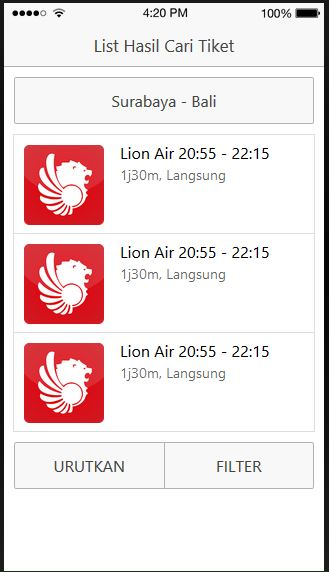 4:20 PM 100%
List Hasil Cari Tiket
Surabaya - Bali
Lion Air 20:55 - 22:15
1j30m, Langsung
Lion Air 20:55 - 22:15
1j30m, Langsung
Lion Air 20:55 - 22:15
1j30m, Langsung
URUTKAN FILTER